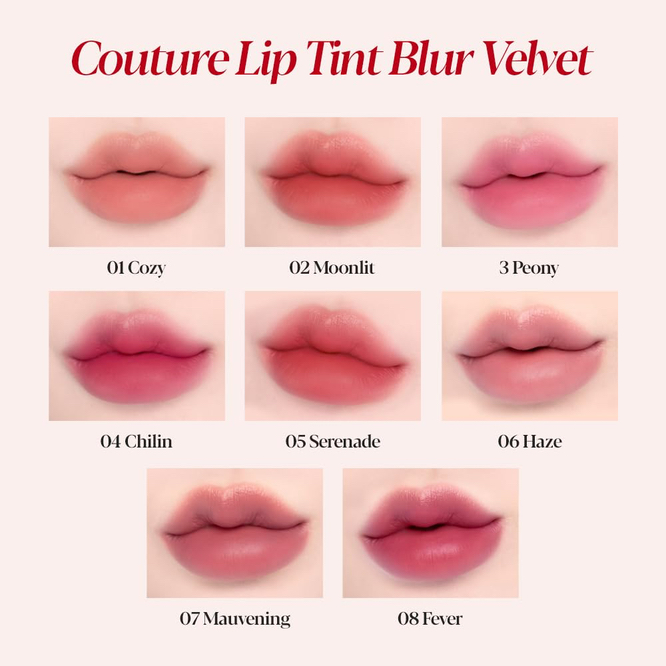 Couture Lip Tint Blur Velvet
01 Cozy
02 Moonlit
3 Peony
04 Chilin
05 Serenade
06 Haze
07 Mauvening
08 Fever